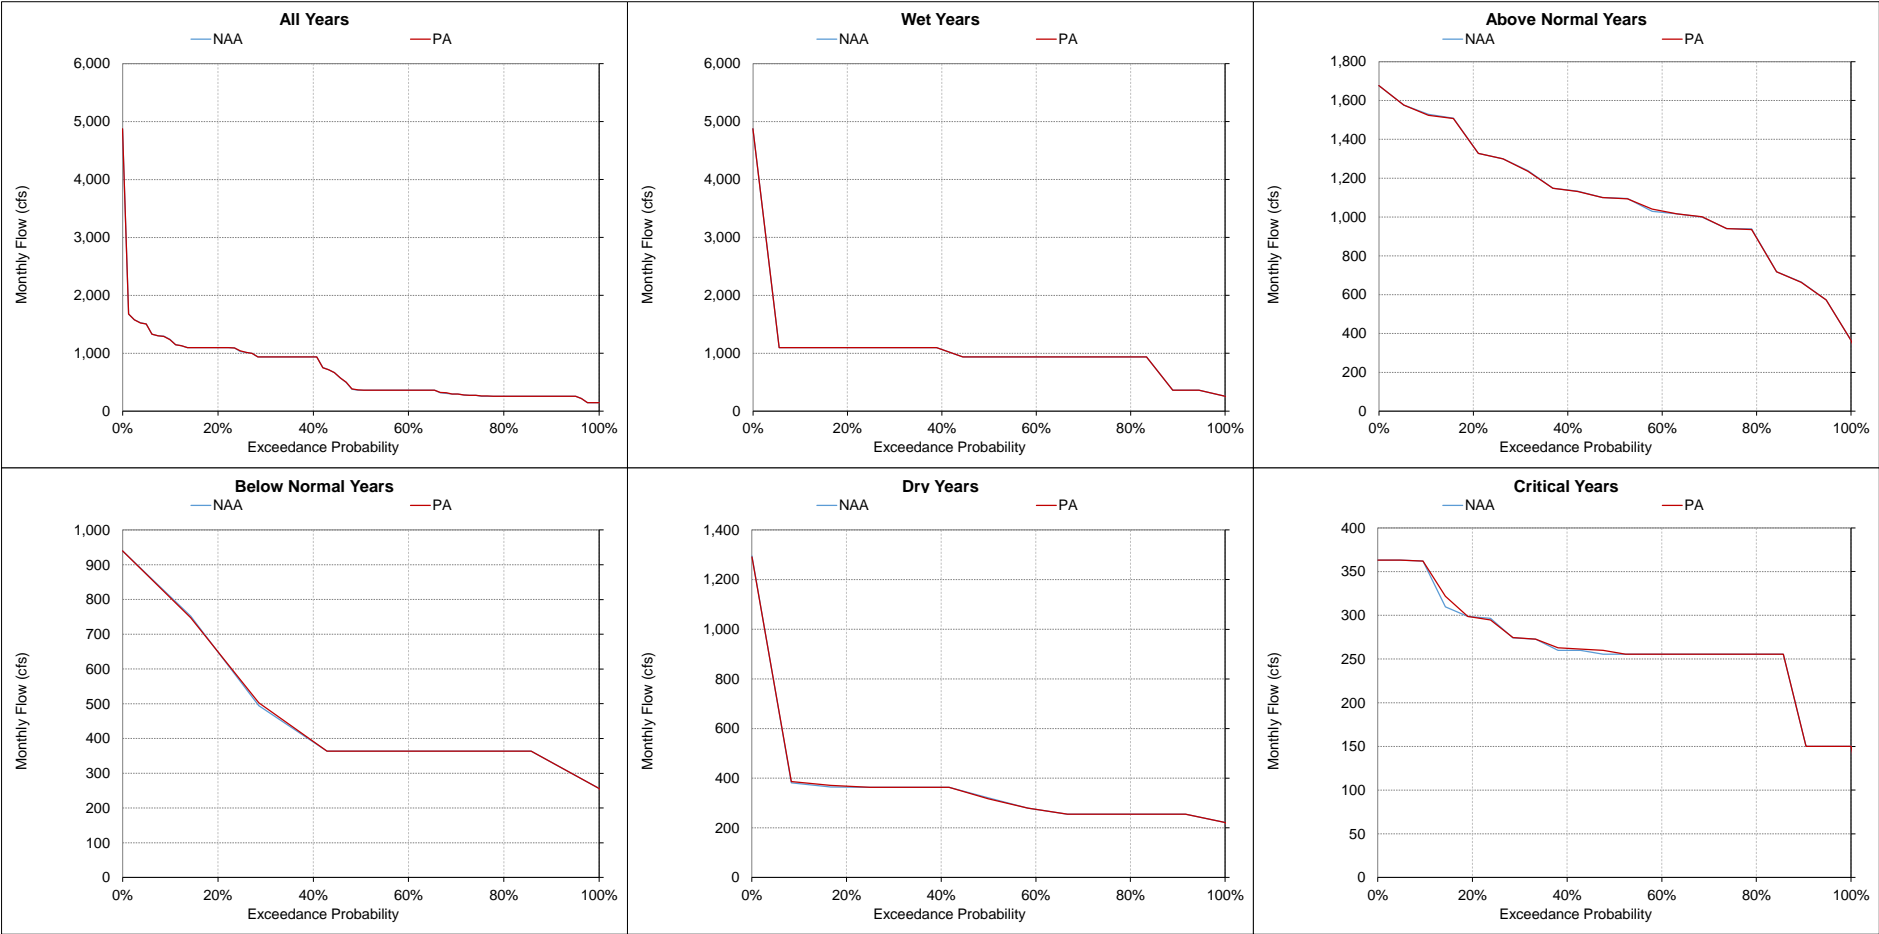 All Years
NAA PA
6,000
5,000
4,000
3,000
2,000
1,000
0
Monthly Flow (cfs)
0% 20% 40% 60% 80% 100%
Exceedance Probability
Wet Years
NAA PA
6,000
5,000
4,000
3,000
2,000
1,000
0
Monthly Flow (cfs)
0% 20% 40% 60% 80% 100%
Exceedance Probability
Above Normal Years
NAA PA
1,800
1,600
1,400
1,200
1,000
800
600
400
200
0
Monthly Flow (cfs)
0% 20% 40% 60% 80% 100%
Exceedance Probability
Below Normal Years
NAA PA
1,000
900
800
700
600
500
400
300
200
100
0
Monthly Flow (cfs)
0% 20% 40% 60% 80% 100%
Exceedance Probability
Dry Years
NAA PA
1,400
1,200
1,000
800
600
400
200
0
Monthly Flow (cfs)
0% 20% 40% 60% 80% 100%
Exceedance Probability
Critical Years
NAA PA
400
350
300
250
200
150
100
50
0
Monthly Flow (cfs)
0% 20% 40% 60% 80% 100%
Exceedance Probability